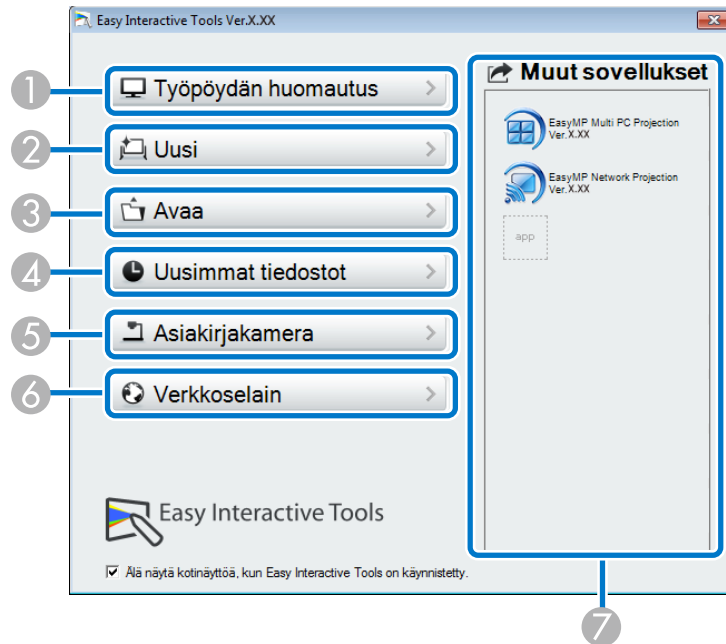 Easy Interactive Tools Ver.X.XX
1 Työpöydän huomautus
2 Uusi
3 Avaa
4 Uusimmat tiedostot
5 Asiakirjakamera
6 Verkkoselain
Easy Interactive Tools
Älä näytä kotinäyttöä, kun Easy Interactive Tools on käynnistetty.
Muut sovellukset
EasyMP Multi PC Projection
Ver.X.XX
EasyMP Network Projection
Ver.X.XX
app
7